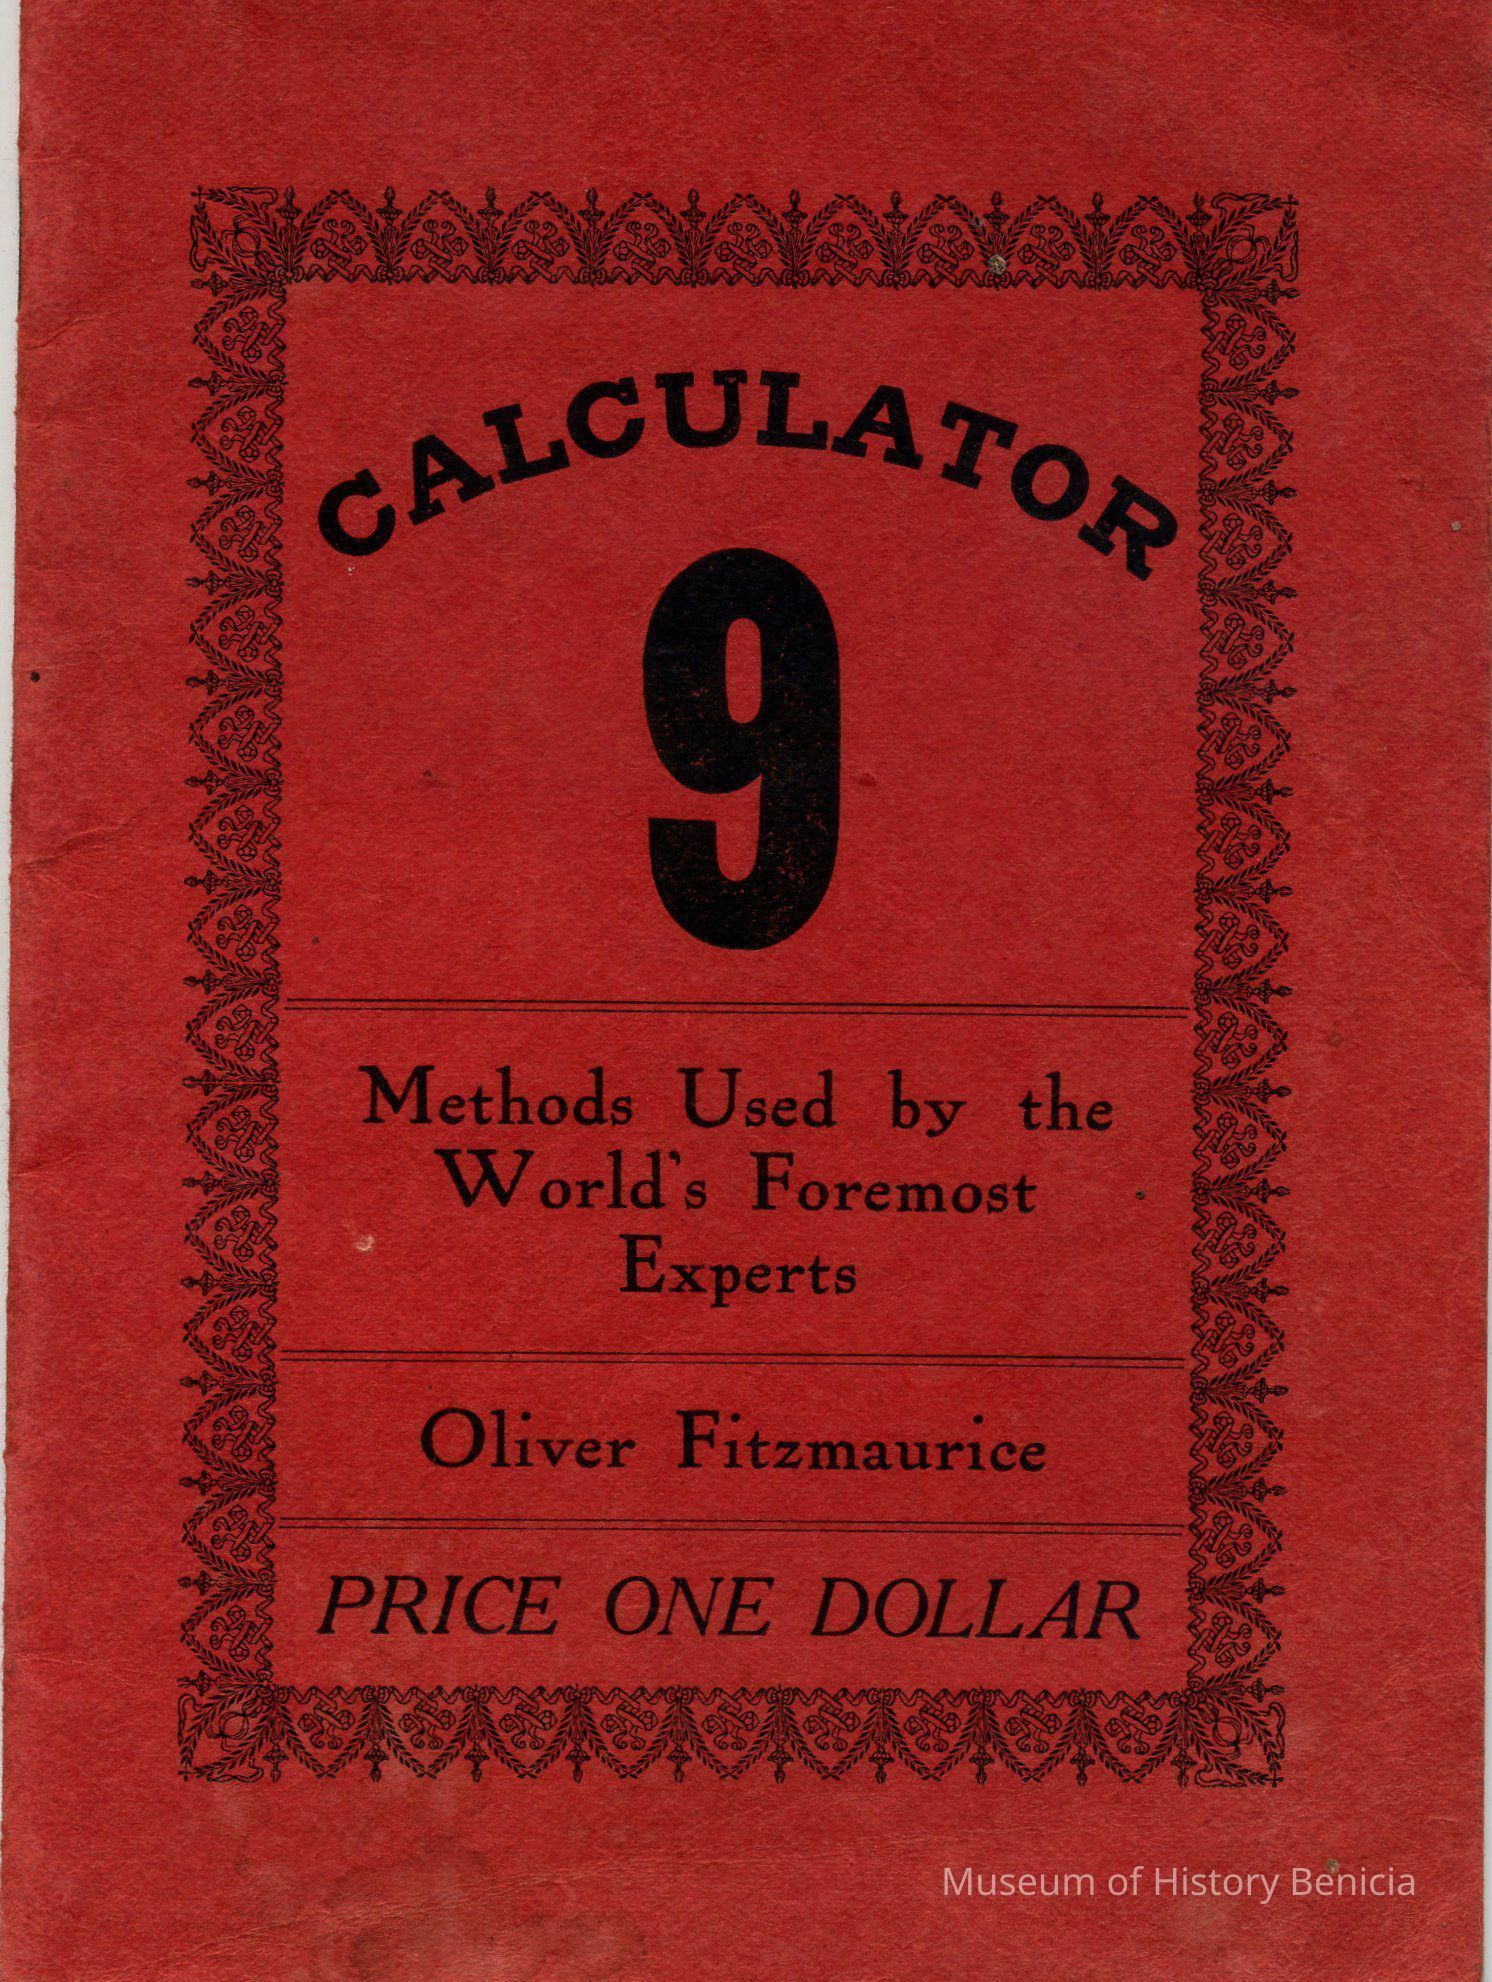 CALCULATOR
9
Methods Used by the
World's Foremost
Experts
Oliver Fitzmaurice
PRICE ONE DOLLAR
Museum of History Benicia